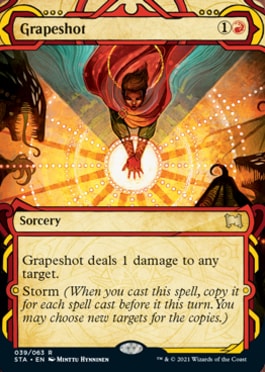 Grapeshot 1
Sorcery
Grapeshot deals 1 damage to any
target.
Storm (When you cast this spell, copy it
for each spell cast before it this turn. You
may choose new targets for the copies.)
039/063 R
STA • EN MINTTU HYNNINEN ™ & © 2021 Wizards of the Coast